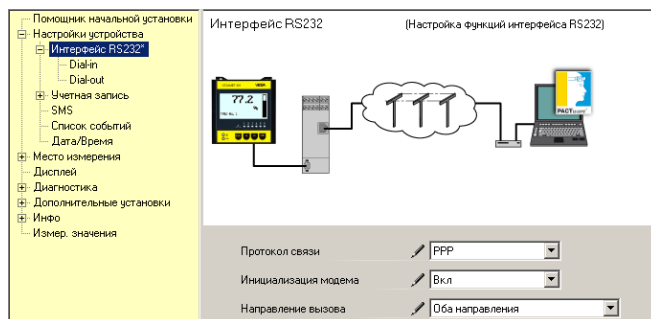 Помощник начальной установки
Настройки устройства
Интерфейс RS232*
Dial-in
Dial-out
Учетная запись
SMS
Список событий
Дата/Время
Место измерения
Дисплей
Диагностика
Дополнительные установки
Инфо
Измер. значения
Интерфейс RS232 (Настройка функций интерфейса RS232)
VEGA
77.2
%
PACTware
Протокол связи PPP
Инициализация модема Вкл
Направление вызова Оба направления